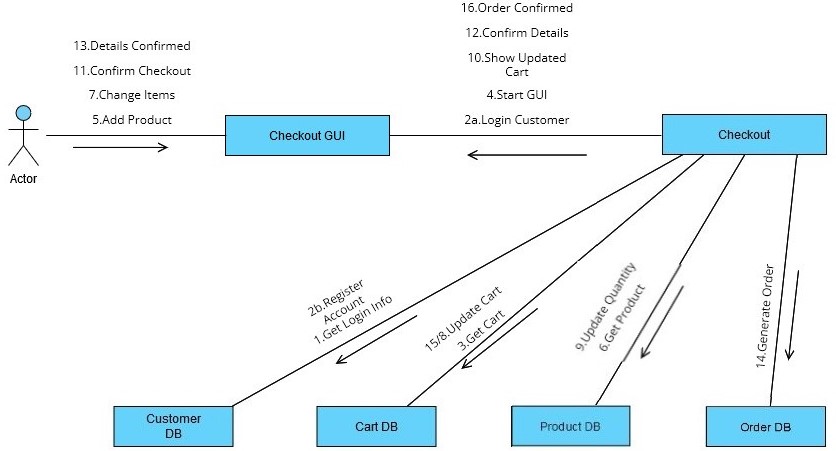 16.Order Confirmed
12.Confirm Details
10.Show Updated
Cart
4.Start GUI
2a.Login Customer
13.Details Confirmed
11.Confirm Checkout
7.Change Items
5.Add Product
Actor
Checkout GUI
Checkout
2b.Register
Account
1.Get Login Info
15/8.Update Cart
3.Get Cart
9.Update Quantity
6.Get Product
14.Generate Order
Customer
DB
Cart DB
Product DB
Order DB